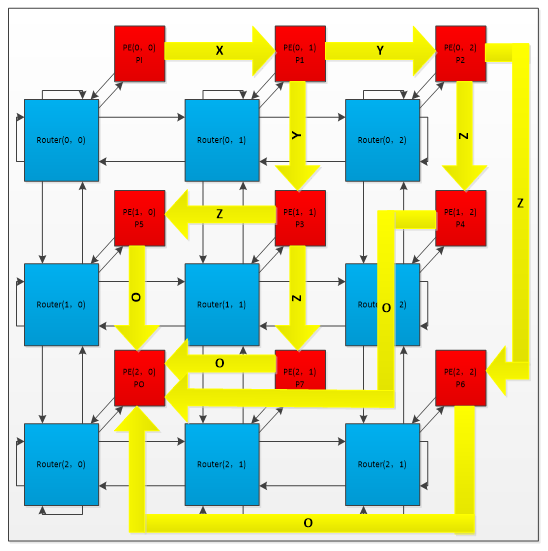 PE(0, 0)
PI
X
PE(0, 1)
P1
Y
PE(0, 2)
P2
Router(0, 0)
Router(0, 1)
Router(0, 2)
Y
Z
Z
PE(1, 0)
P5
Z
PE(1, 1)
P3
PE(1, 2)
P4
Router(1, 0)
O
Router(1, 1)
Z
O
2)
PE(2, 0)
PO
O
PE(2, 1)
P7
PE(2, 1)
P6
Router(2, 0)
Router(2, 1)
Router(2, 1)
O